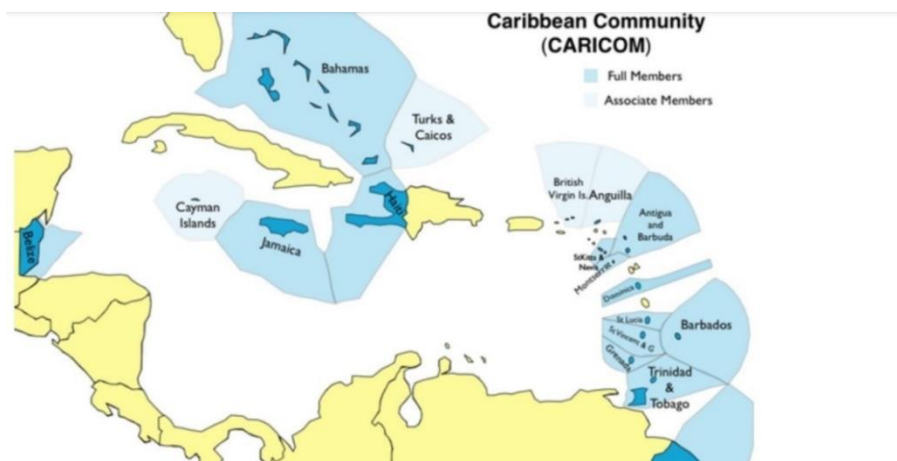 Caribbean Community
(CARICOM)
Full Members
Associate Members
Bahamas
Turks &
Caicos
Cayman
Islands
Jamaica
Haiti
Belize
British
Virgin Is.
Anguilla
Antigua
and
Barbuda
St Kitts &
Nevis
Montserrat
Dominica
St Lucia
St Vincent & G
Grenada
Barbados
Trinidad
&
Tobago